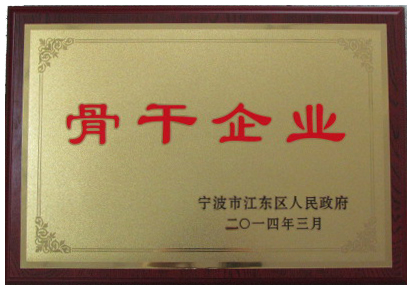 骨干企业
宁波市江东区人民政府
二〇一四年三月